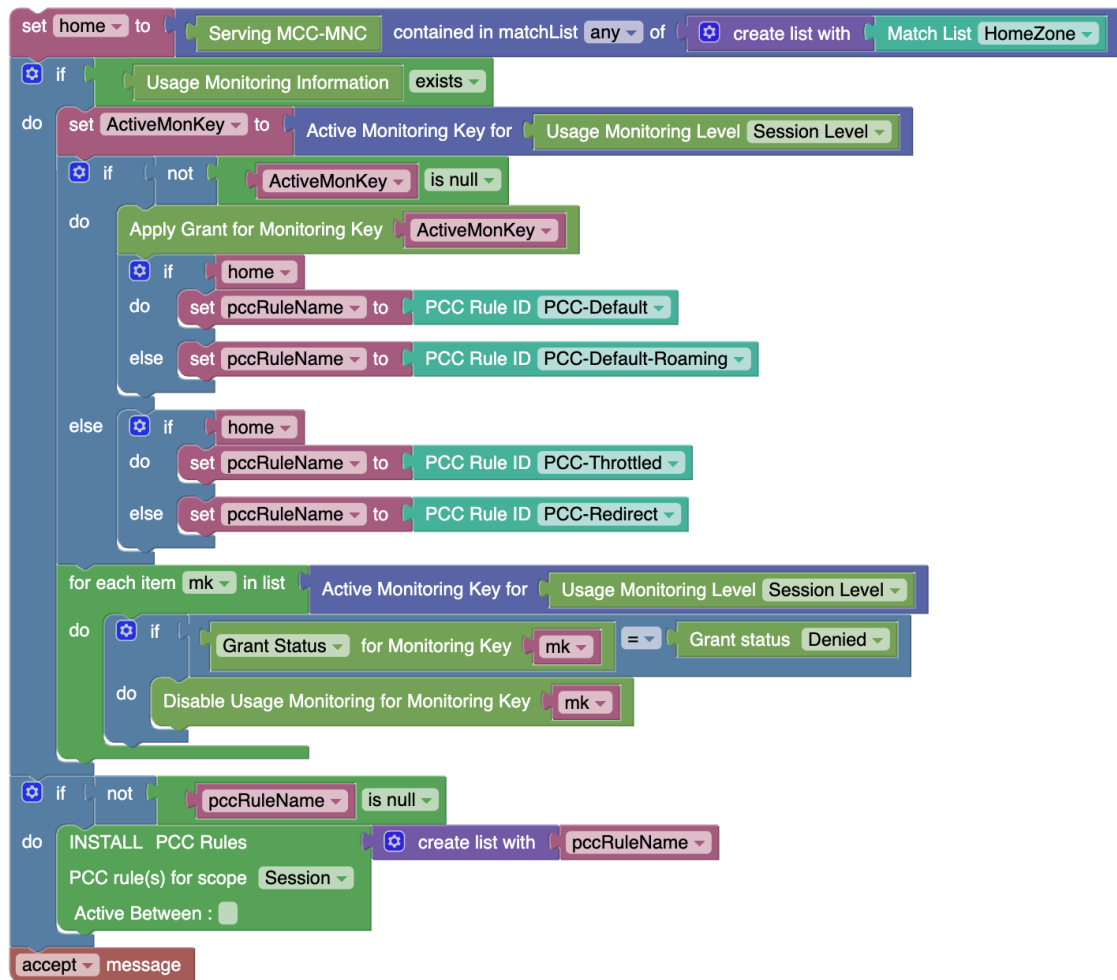 set home to Serving MCC-MNC contained in matchList any of create list with Match List HomeZone
if Usage Monitoring Information exists
do set ActiveMonKey to Active Monitoring Key for Usage Monitoring Level Session Level
if not ActiveMonKey is null
do Apply Grant for Monitoring Key ActiveMonKey
if home
do set pccRuleName to PCC Rule ID PCC-Default
else set pccRuleName to PCC Rule ID PCC-Default-Roaming
else if home
do set pccRuleName to PCC Rule ID PCC-Throttled
else set pccRuleName to PCC Rule ID PCC-Redirect
for each item mk in list Active Monitoring Key for Usage Monitoring Level Session Level
do if Grant Status for Monitoring Key mk = Grant status Denied
do Disable Usage Monitoring for Monitoring Key mk
if not pccRuleName is null
do INSTALL PCC Rules create list with pccRuleName
PCC rule(s) for scope Session
Active Between :
accept message